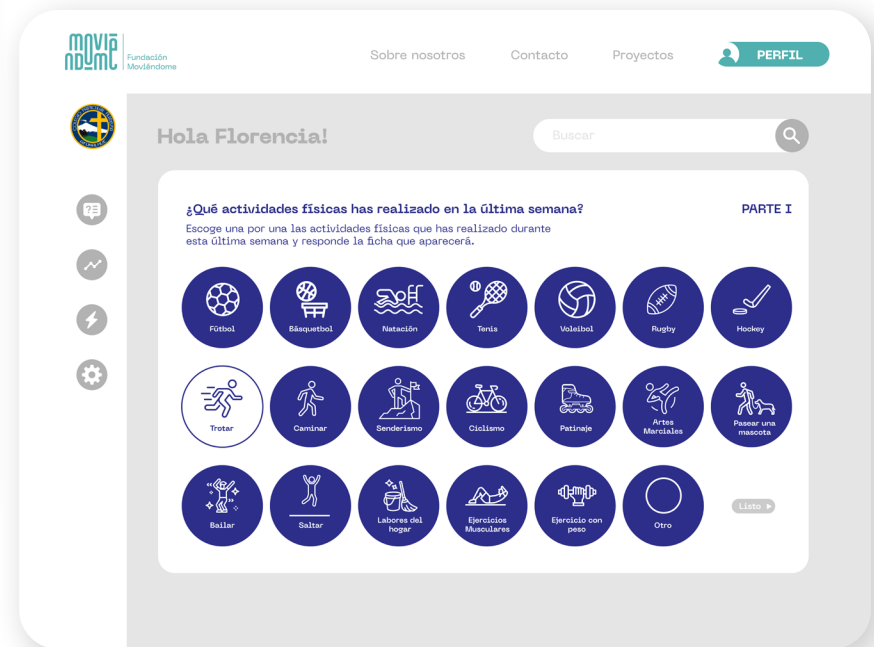 MOVIÉ
NDOME
Fundación
Moviéndome
Sobre nosotros
Contacto
Proyectos
PERFIL
Hola Florencia!
Buscar
¿Qué actividades físicas has realizado en la última semana?
PARTE I
Escoge una por una las actividades físicas que has realizado durante
esta última semana y responde la ficha que aparecerá.
Fútbol
Básquetbol
Natación
Tenis
Voleibol
Rugby
Hockey
Trotar
Caminar
Senderismo
Ciclismo
Patinaje
Artes
Marciales
Pasear una
mascota
Bailar
Saltar
Labores del
hogar
Ejercicios
Musculares
Ejercicio con
peso
Otro
Listo